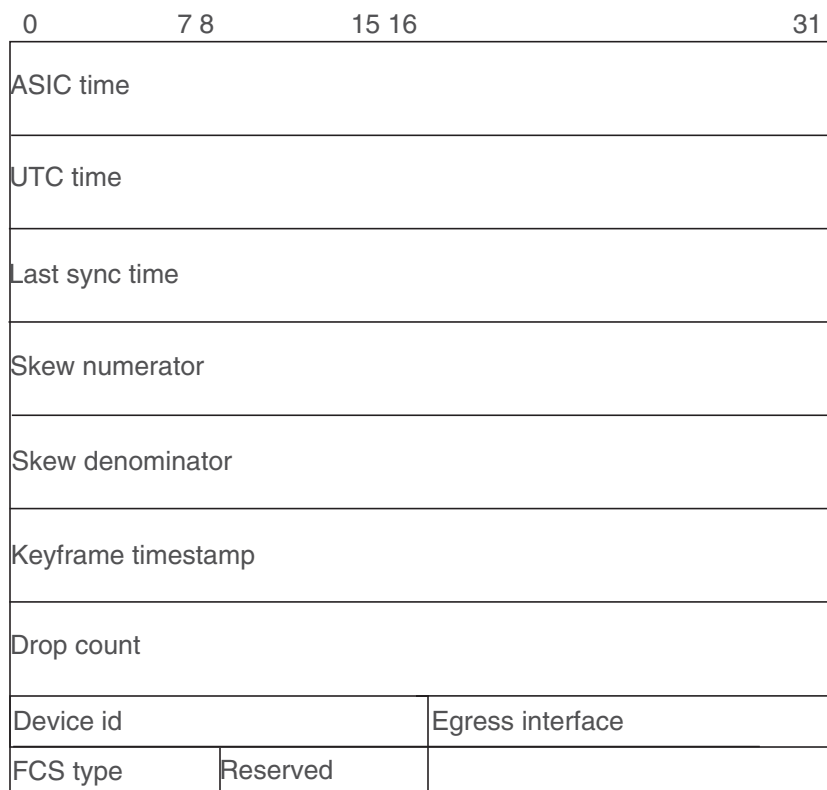 0 7 8 15 16 31
ASIC time
UTC time
Last sync time
Skew numerator
Skew denominator
Keyframe timestamp
Drop count
Device id Egress interface
FCS type Reserved